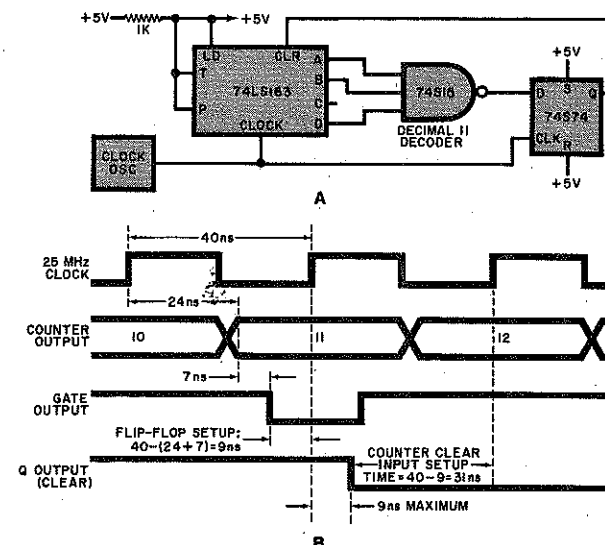 +5V +5V
1K
LD CLR A
T B
74LS163 C
P D
CLOCK
74S15
DECIMAL 11
DECODER
+5V
D S Q
74S74
CLK R
+5V
CLOCK
OSC
A
40ns
25 MHz
CLOCK
24ns
COUNTER
OUTPUT
10 11 12
7ns
GATE
OUTPUT
FLIP-FLOP SETUP:
40-(24+7)=9ns
COUNTER CLEAR
INPUT SETUP
TIME=40-9=31ns
Q OUTPUT
(CLEAR)
9ns MAXIMUM
B